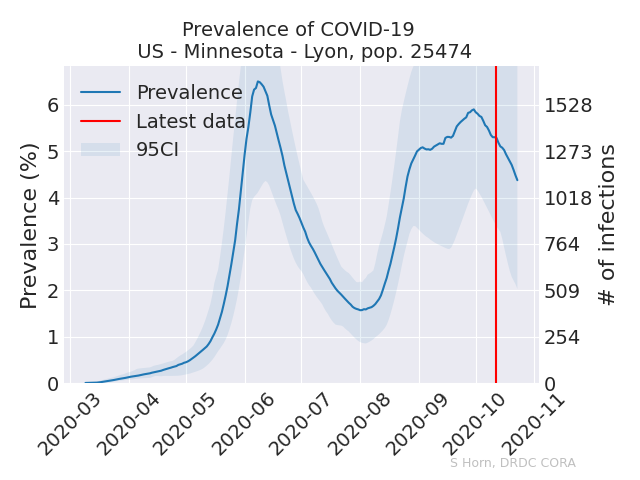 Prevalence of COVID-19
US - Minnesota - Lyon, pop. 25474
Prevalence
Latest data
95CI
Prevalence (%)
6
5
4
3
2
1
0
1528
1273
1018
764
509
254
0
# of infections
2020-03
2020-04
2020-05
2020-06
2020-07
2020-08
2020-09
2020-10
2020-11
S Horn, DRDC CORA